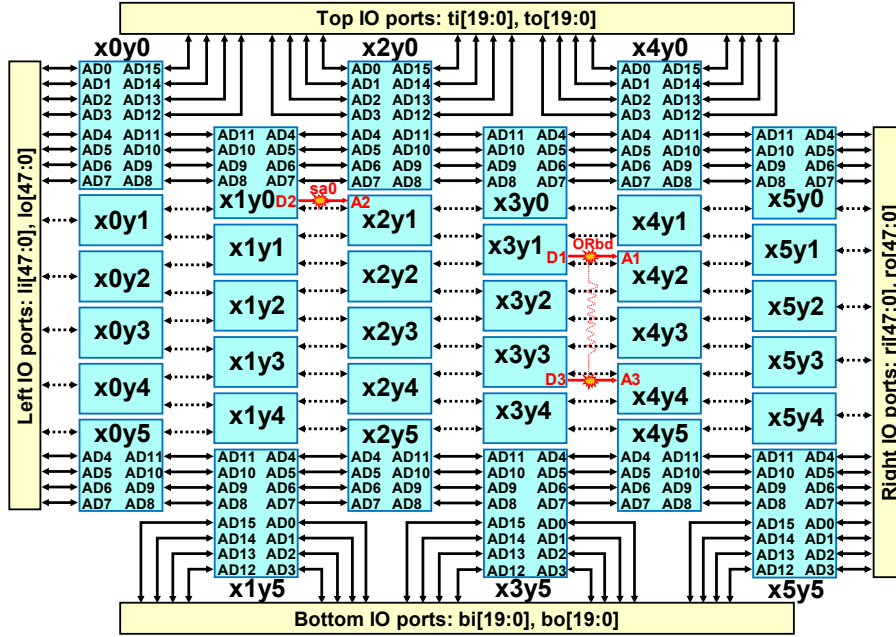 Top IO ports: ti[19:0], to[19:0]
x0y0 x2y0 x4y0
AD0 AD15 AD0 AD15 AD0 AD15
AD1 AD14 AD1 AD14 AD1 AD14
AD2 AD13 AD2 AD13 AD2 AD13
AD3 AD12 AD3 AD12 AD3 AD12
AD4 AD11 AD11 AD4 AD4 AD11 AD11 AD4 AD4 AD11 AD11 AD4
AD5 AD10 AD10 AD5 AD5 AD10 AD10 AD5 AD5 AD10 AD10 AD5
AD6 AD9 AD9 AD6 AD6 AD9 AD9 AD6 AD6 AD9 AD9 AD6
AD7 AD8 AD8 AD7 AD7 AD8 AD8 AD7 AD7 AD8 AD8 AD7
sa0
x1y0 D2 A2 x3y0 x5y0
x0y1 x2y1 x4y1
x1y1 x3y1 x5y1
ORbd
D1 A1
x0y2 x2y2 x4y2
x1y2 x3y2 x5y2
x0y3 x2y3 x4y3
x1y3 x3y3 x5y3
D3 A3
x0y4 x2y4 x4y4
x1y4 x3y4 x5y4
x0y5 x2y5 x4y5
AD4 AD11 AD11 AD4 AD4 AD11 AD11 AD4 AD4 AD11 AD11 AD4
AD5 AD10 AD10 AD5 AD5 AD10 AD10 AD5 AD5 AD10 AD10 AD5
AD6 AD9 AD9 AD6 AD6 AD9 AD9 AD6 AD6 AD9 AD9 AD6
AD7 AD8 AD8 AD7 AD7 AD8 AD8 AD7 AD7 AD8 AD8 AD7
AD15 AD0 AD15 AD0 AD15 AD0
AD14 AD1 AD14 AD1 AD14 AD1
AD13 AD2 AD13 AD2 AD13 AD2
AD12 AD3 AD12 AD3 AD12 AD3
x1y5 x3y5 x5y5
Bottom IO ports: bi[19:0], bo[19:0]
Left IO ports: li[47:0], lo[47:0]
Right IO ports: ri[47:0], ro[47:0]